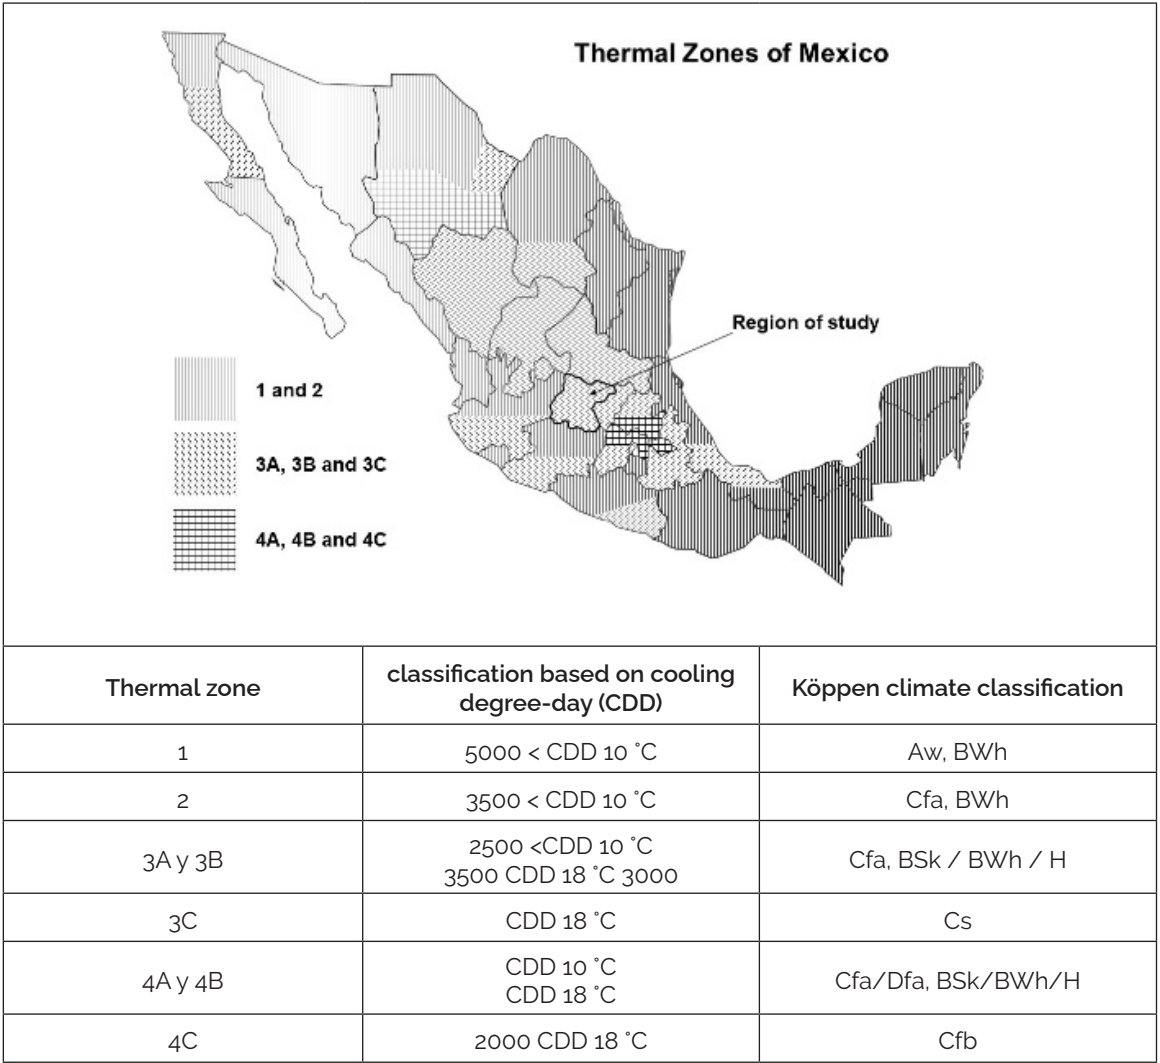 Thermal Zones of Mexico
Region of study
1 and 2
3A, 3B and 3C
4A, 4B and 4C
Thermal zone
classification based on cooling
degree-day (CDD)
Köppen climate classification
1
5000 < CDD 10 ˚C
Aw, BWh
2
3500 < CDD 10 ˚C
Cfa, BWh
3A y 3B
2500 <CDD 10 ˚C
3500 CDD 18 ˚C 3000
Cfa, BSk / BWh / H
3C
CDD 18 ˚C
Cs
4A y 4B
CDD 10 ˚C
CDD 18 ˚C
Cfa/Dfa, BSk/BWh/H
4C
2000 CDD 18 ˚C
Cfb